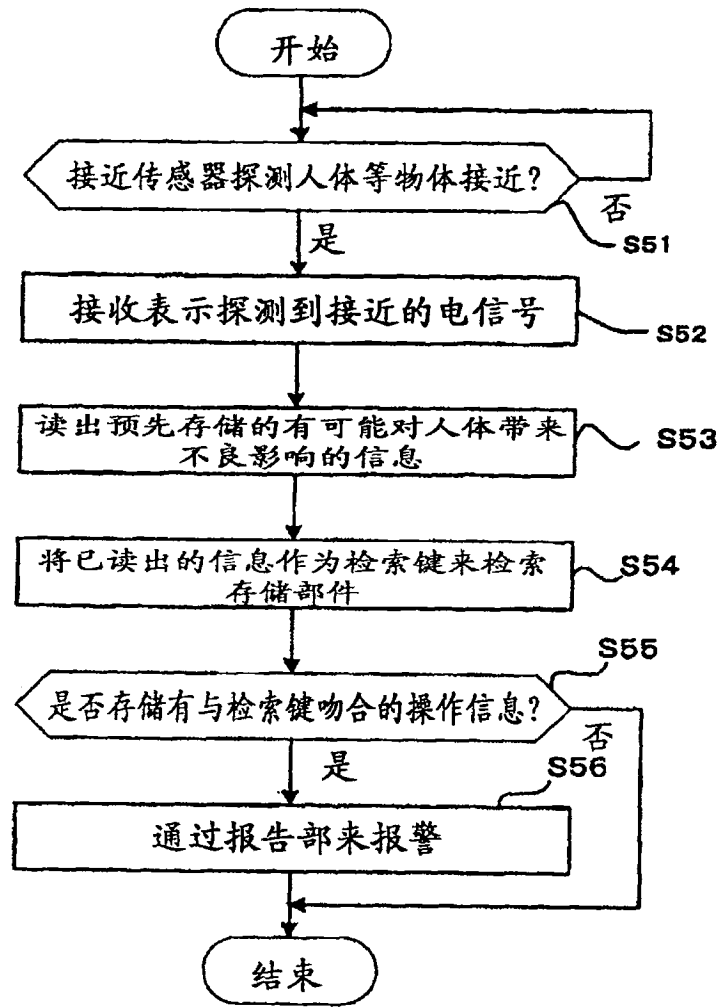 开始
接近传感器探测人体等物体接近?
否
S51
是
接收表示探测到接近的电信号
S52
读出预先存储的有可能对人体带来
不良影响的信息
S53
将已读出的信息作为检索键来检索
存储部件
S54
S55
是否存储有与检索键吻合的操作信息?
否
是
S56
通过报告部来报警
结束